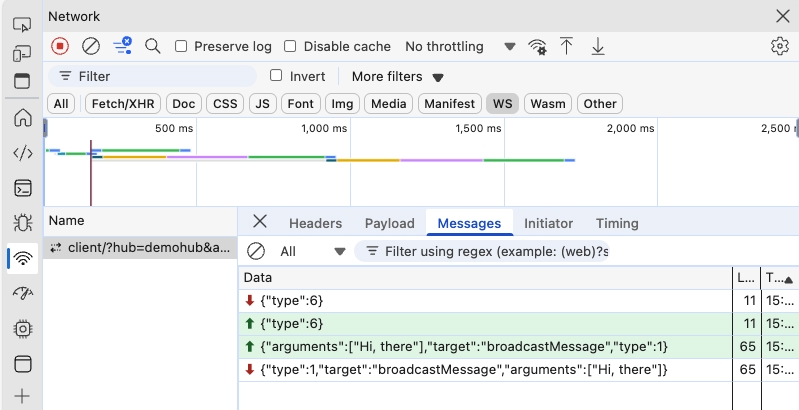 Network
Preserve log Disable cache No throttling
Filter Invert More filters
All Fetch/XHR Doc CSS JS Font Img Media Manifest WS Wasm Other
500 ms 1,000 ms 1,500 ms 2,000 ms 2,500 
Name
client/?hub=demohub&a...
Headers Payload Messages Initiator Timing
All Filter using regex (example: (web)?s
Data L... T...
{"type":6} 11 15:...
{"type":6} 11 15:...
{"arguments":["Hi, there"],"target":"broadcastMessage","type":1} 65 15:...
{"type":1,"target":"broadcastMessage","arguments":["Hi, there"]} 65 15:...